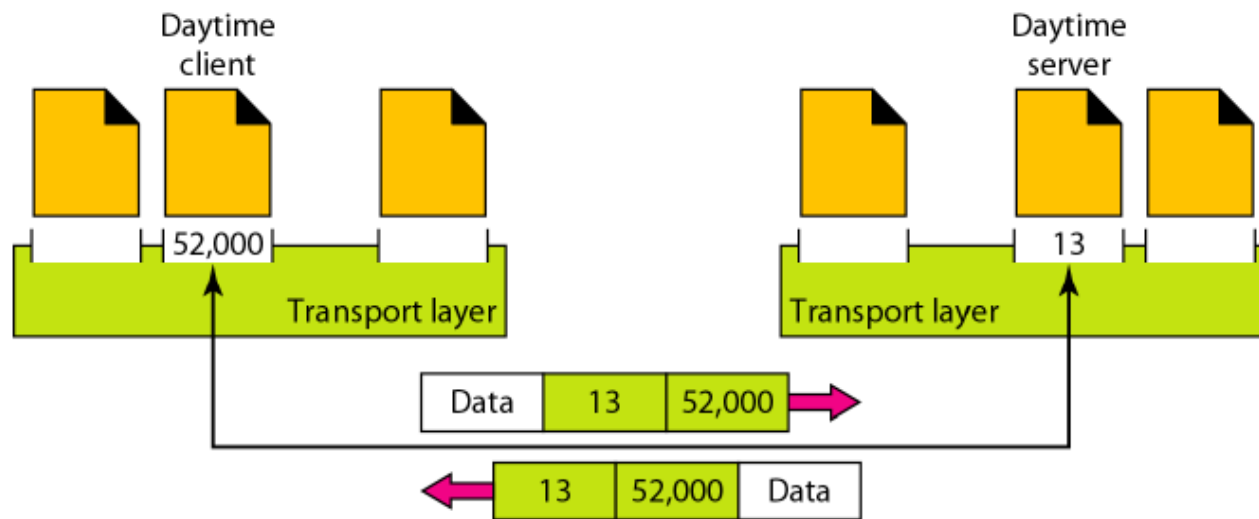 Daytime
client
Daytime
server
52,000
13
Transport layer
Transport layer
Data 13 52,000
13 52,000 Data